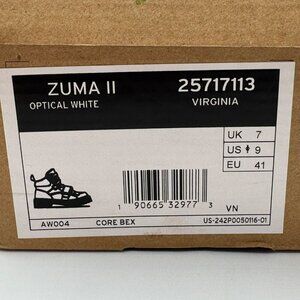 ZUMA II 25717113
OPTICAL WHITE VIRGINIA
UK 7
US 9
EU 41
1 90665 32977 3
VN
AW004 CORE BEX US-242PD050116-01